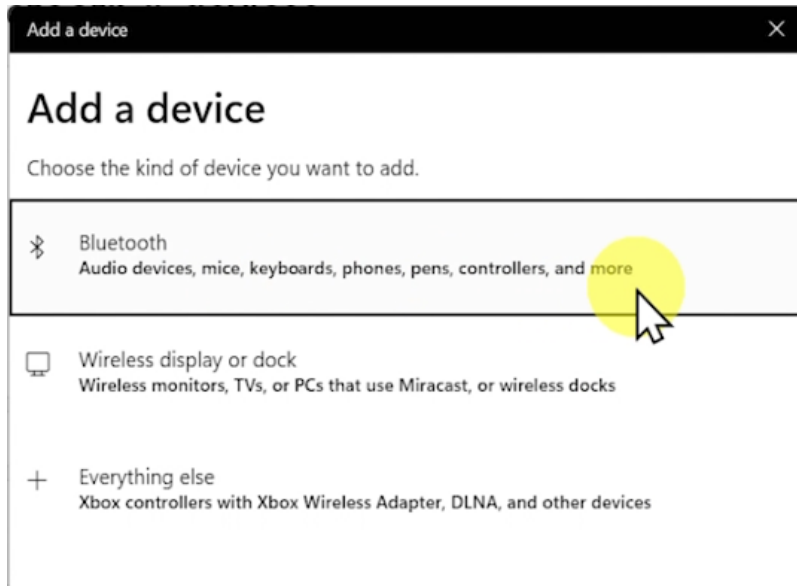 Add a device
Add a device
Choose the kind of device you want to add.
Bluetooth
Audio devices, mice, keyboards, phones, pens, controllers, and more
Wireless display or dock
Wireless monitors, TVs, or PCs that use Miracast, or wireless docks
Everything else
Xbox controllers with Xbox Wireless Adapter, DLNA, and other devices